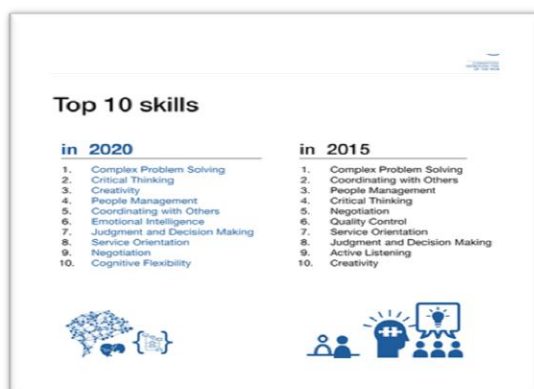 Top 10 skills
in 2020
1. Complex Problem Solving
2. Critical Thinking
3. Creativity
4. People Management
5. Coordinating with Others
6. Emotional Intelligence
7. Judgment and Decision Making
8. Service Orientation
9. Negotiation
10. Cognitive Flexibility
in 2015
1. Complex Problem Solving
2. Coordinating with Others
3. People Management
4. Critical Thinking
5. Negotiation
6. Quality Control
7. Service Orientation
8. Judgment and Decision Making
9. Active Listening
10. Creativity